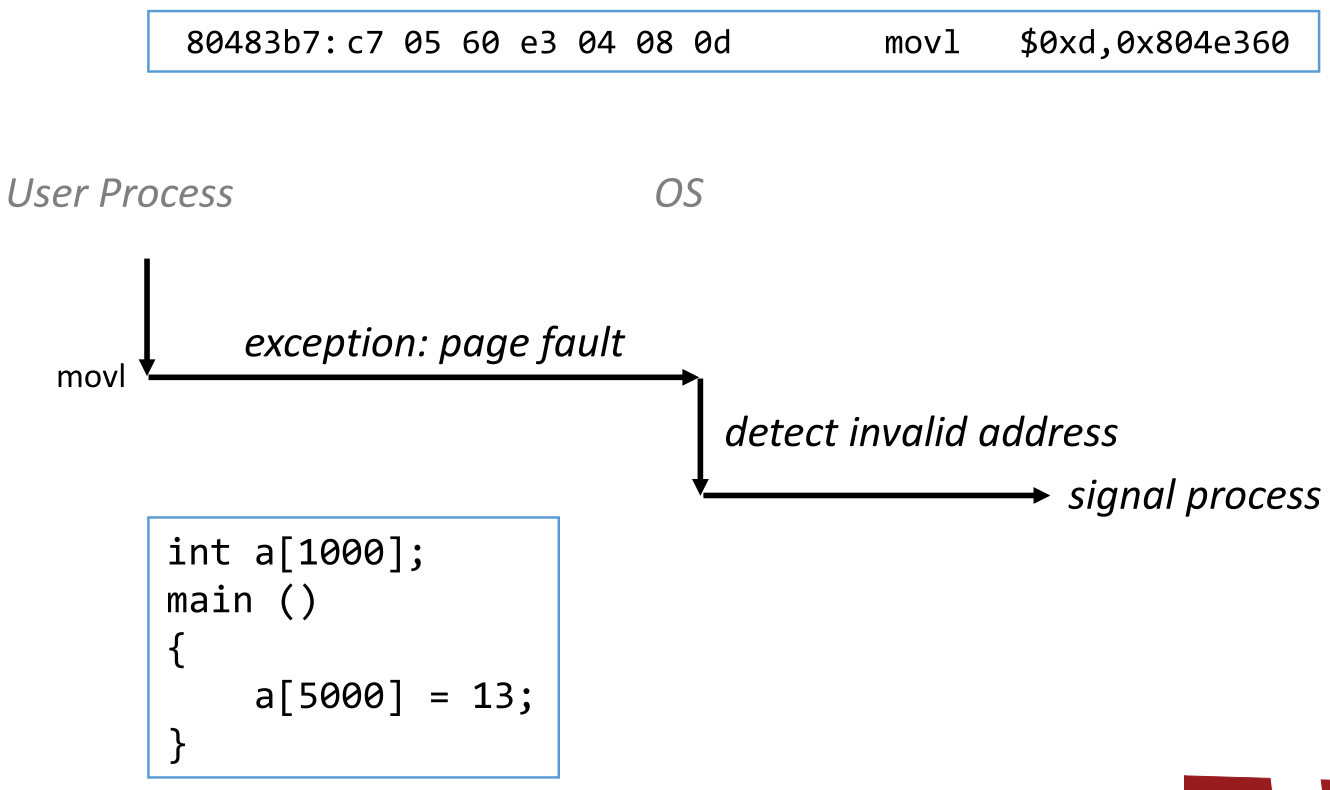 80483b7: c7 05 60 e3 04 08 0d movl $0xd,0x804e360
User Process OS
exception: page fault
movl
detect invalid address
signal process
int a[1000];
main ()
{
a[5000] = 13;
}